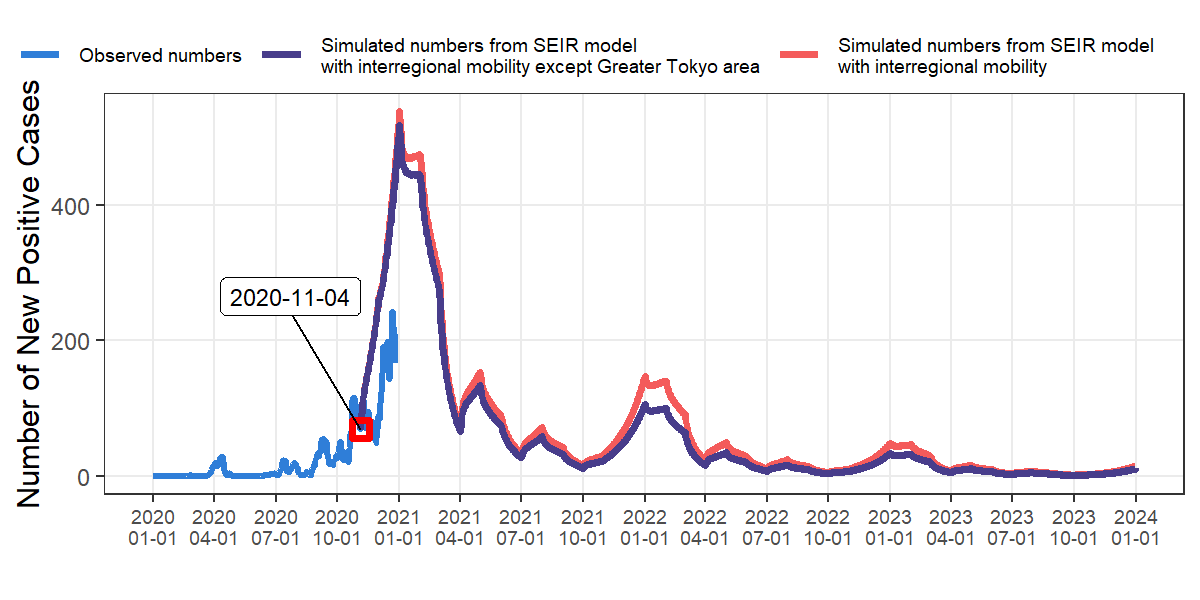 Observed numbers
Simulated numbers from SEIR model
with interregional mobility except Greater Tokyo area
Simulated numbers from SEIR model
with interregional mobility
Number of New Positive Cases
400
200
0
2020-11-04
2020 2020 2020 2020 2021 2021 2021 2021 2022 2022 2022 2022 2023 2023 2023 2023 2024
01-01 04-01 07-01 10-01 01-01 04-01 07-01 10-01 01-01 04-01 07-01 10-01 01-01 04-01 07-01 10-01 01-01